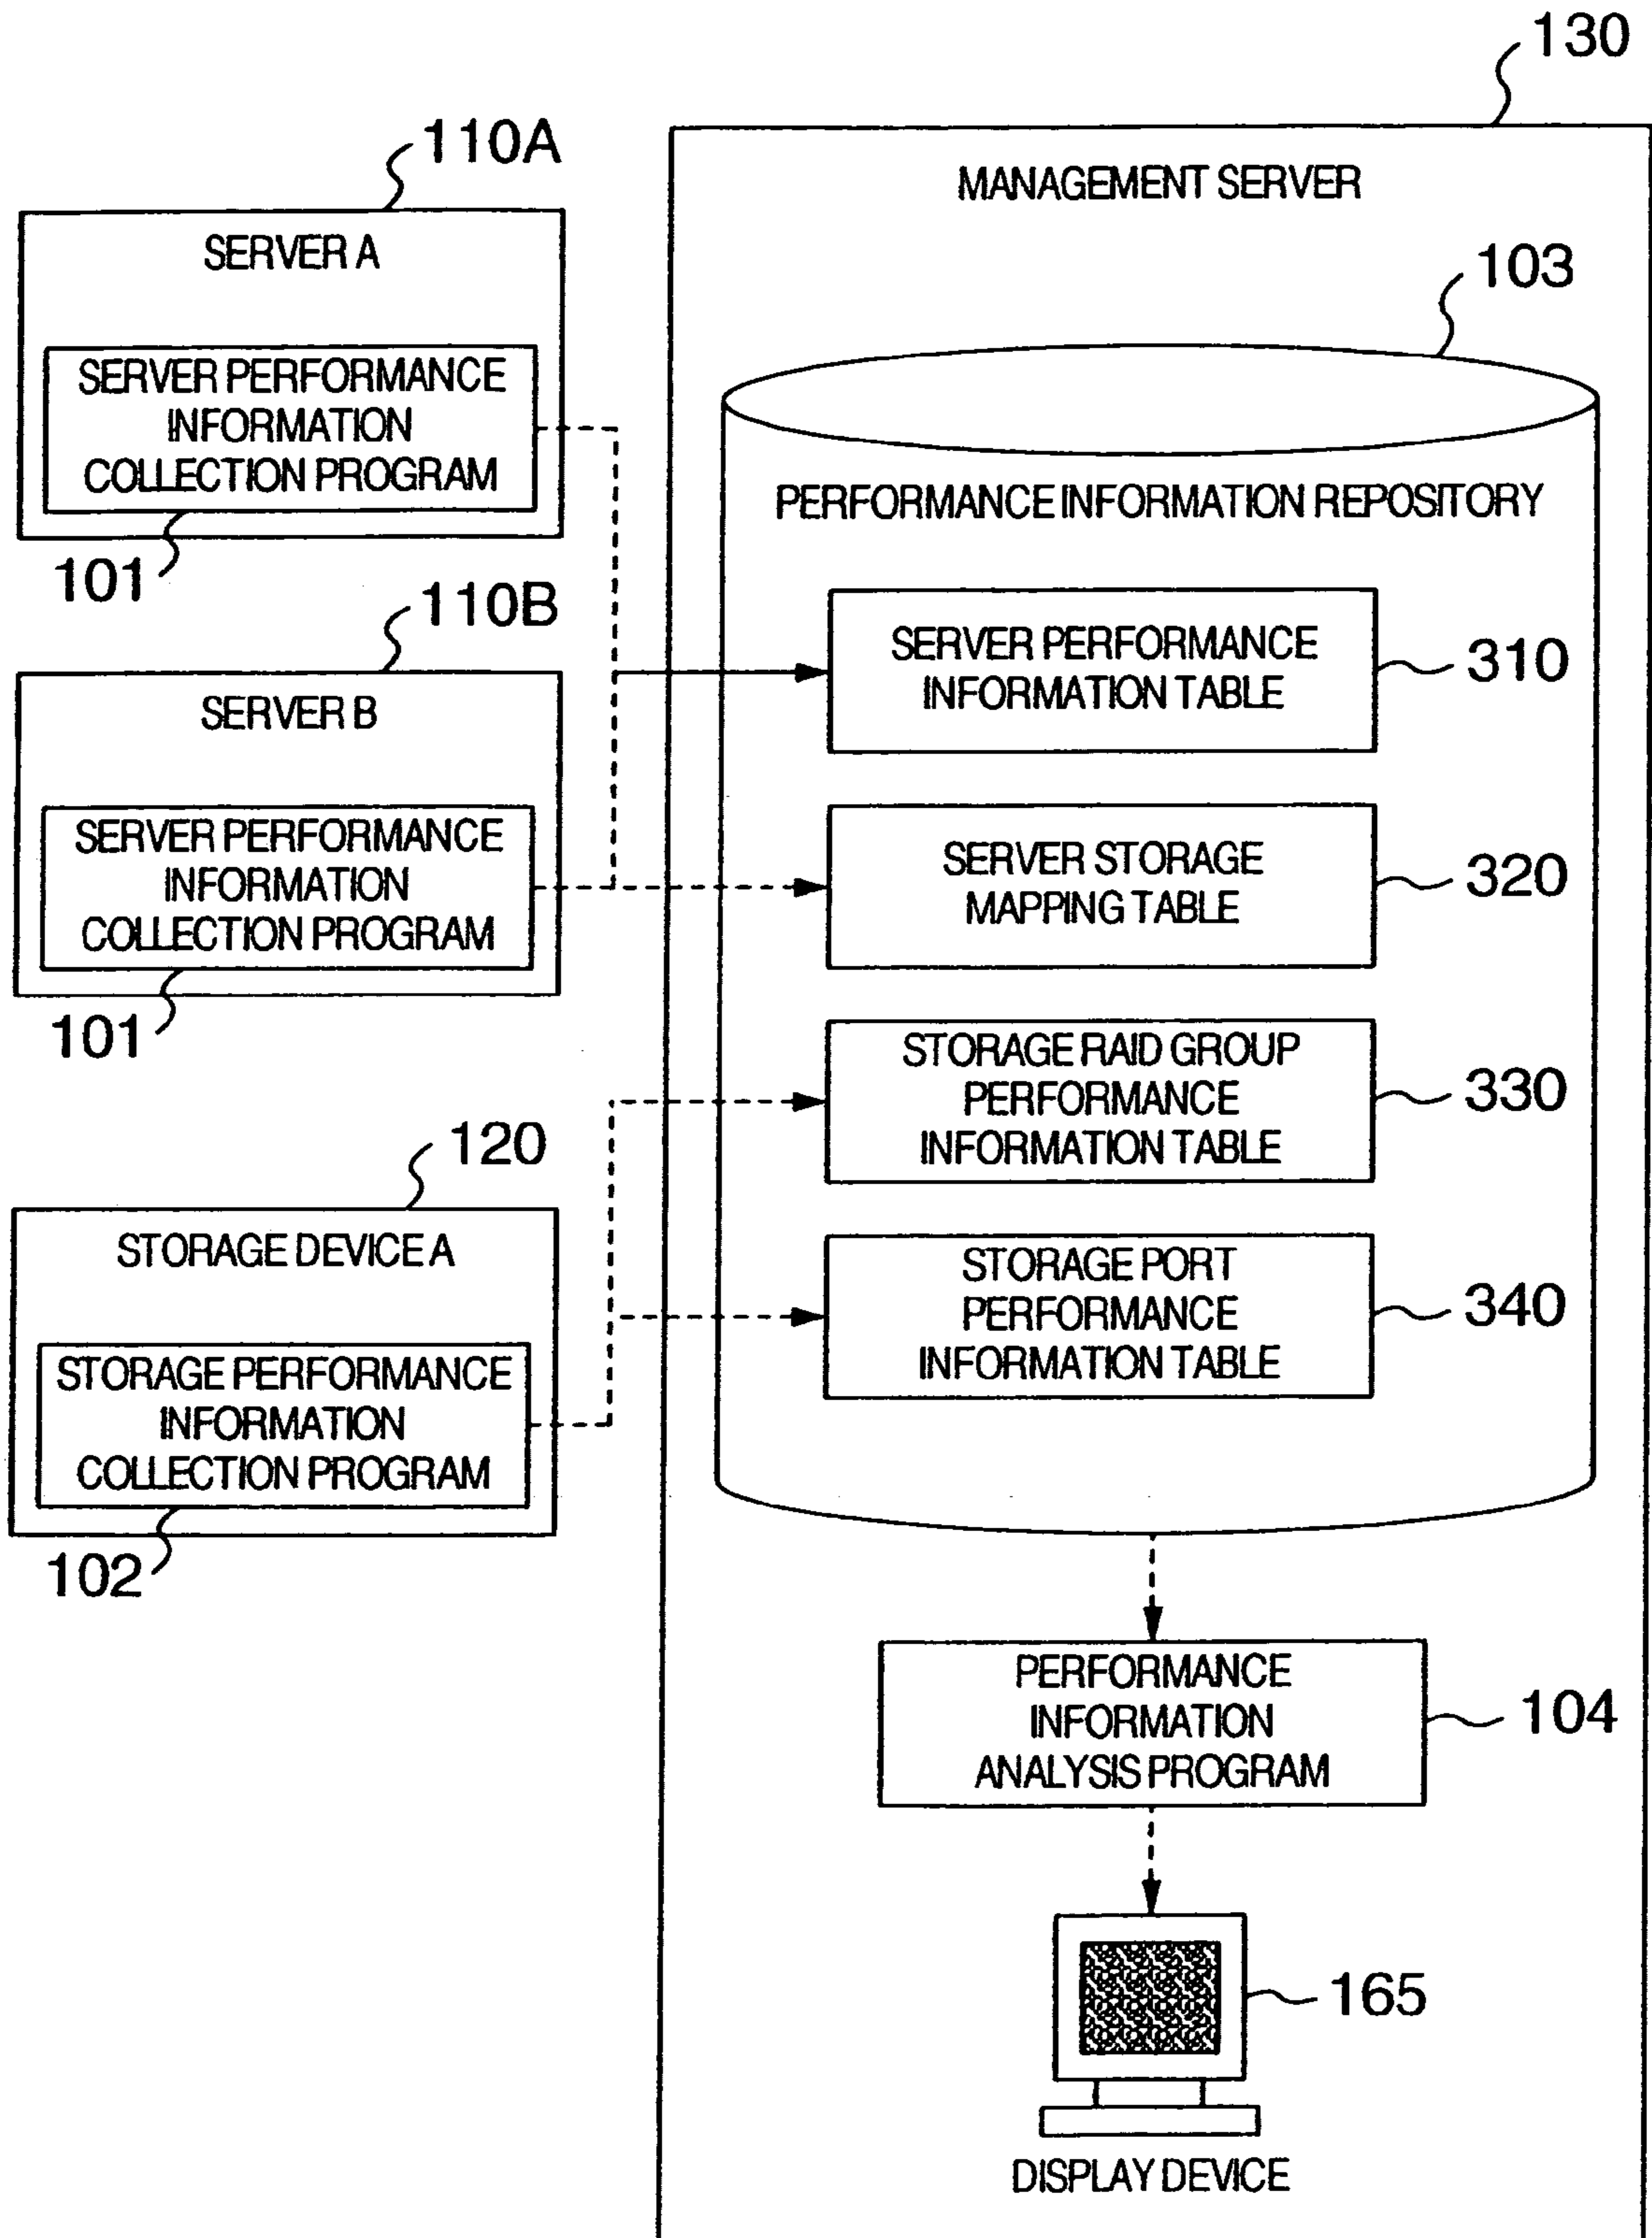 130
110A
MANAGEMENT SERVER
SERVER A
103
SERVER PERFORMANCE
INFORMATION
COLLECTION PROGRAM
PERFORMANCE INFORMATION REPOSITORY
101
110B
SERVER PERFORMANCE
INFORMATION TABLE
310
SERVER B
SERVER PERFORMANCE
INFORMATION
COLLECTION PROGRAM
SERVER STORAGE
MAPPING TABLE
320
101
STORAGE RAID GROUP
PERFORMANCE
INFORMATION TABLE
330
120
STORAGE DEVICE A
STORAGE PORT
PERFORMANCE
INFORMATION TABLE
340
STORAGE PERFORMANCE
INFORMATION
COLLECTION PROGRAM
102
PERFORMANCE
INFORMATION
ANALYSIS PROGRAM
104
165
DISPLAY DEVICE